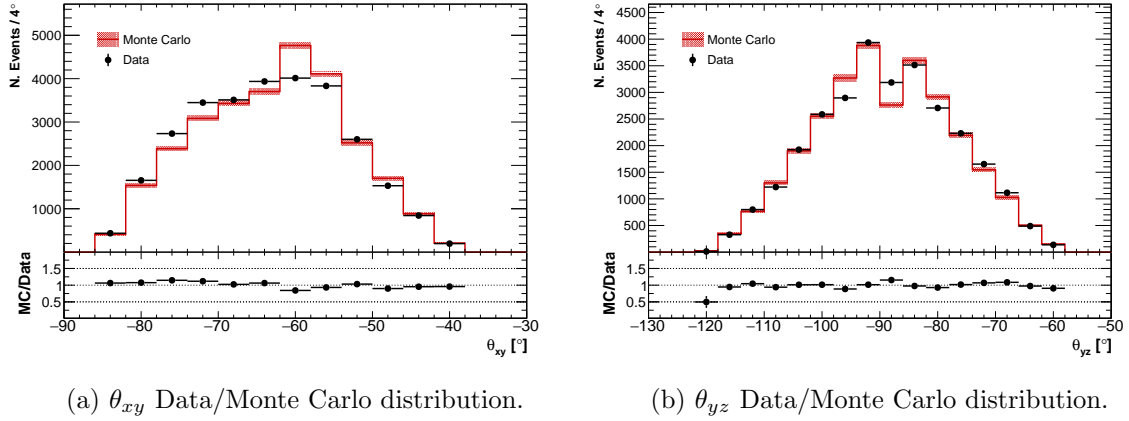 N. Events / 4°
5000
4000
3000
2000
1000
Monte Carlo
Data
MC/Data
1.5
1
0.5
−90 −80 −70 −60 −50 −40 −30
θxy [°]
(a) θxy Data/Monte Carlo distribution.
N. Events / 4°
4500
4000
3500
3000
2500
2000
1500
1000
500
Monte Carlo
Data
MC/Data
1.5
1
0.5
−130 −120 −110 −100 −90 −80 −70 −60 −50
θyz [°]
(b) θyz Data/Monte Carlo distribution.